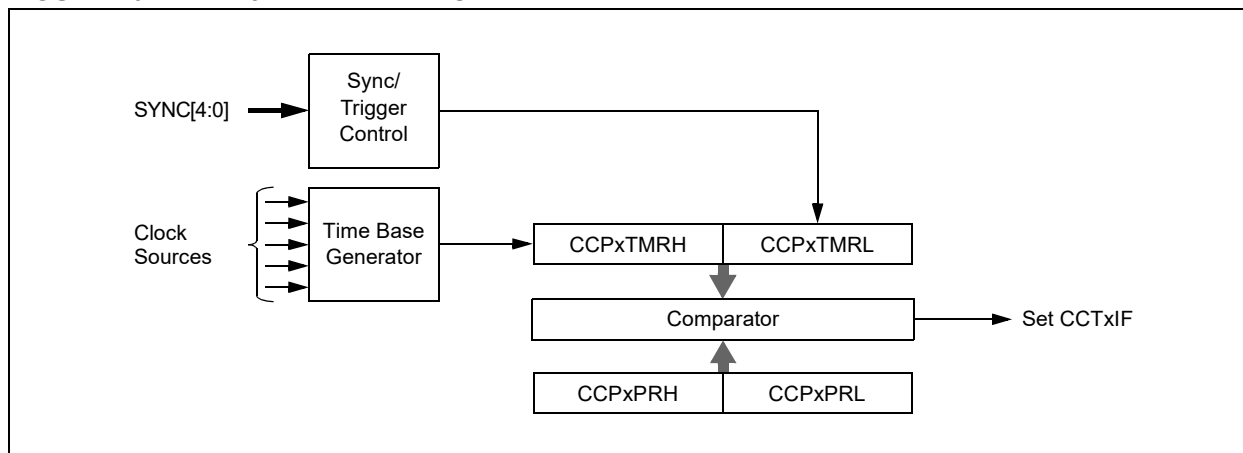 SYNC[4:0]
Sync/
Trigger
Control
Clock
Sources
Time Base
Generator
CCPxTMRH
CCPxTMRL
Comparator
Set CCTxIF
CCPxPRH
CCPxPRL